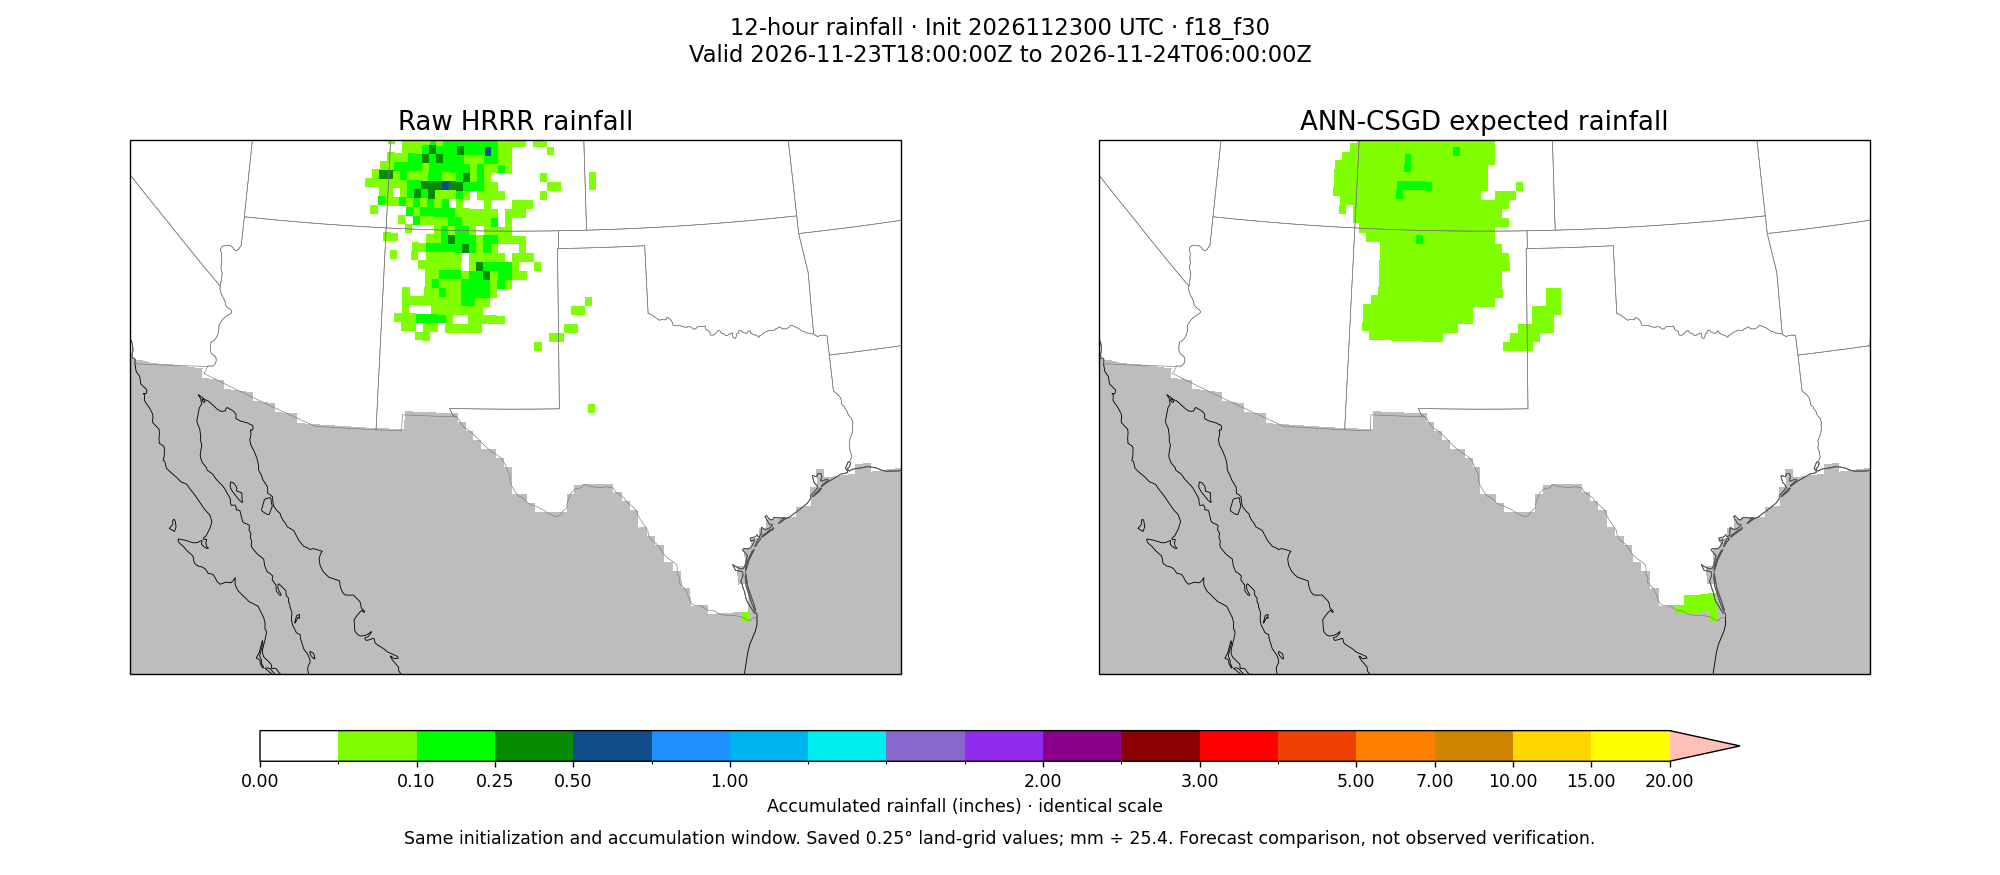 12-hour rainfall · Init 2026112300 UTC · f18_f30
Valid 2026-11-23T18:00:00Z to 2026-11-24T06:00:00Z
Raw HRRR rainfall
ANN-CSGD expected rainfall
0.00 0.10 0.25 0.50 1.00 2.00 3.00 5.00 7.00 10.00 15.00 20.00
Accumulated rainfall (inches) · identical scale
Same initialization and accumulation window. Saved 0.25° land-grid values; mm ÷ 25.4. Forecast comparison, not observed verification.